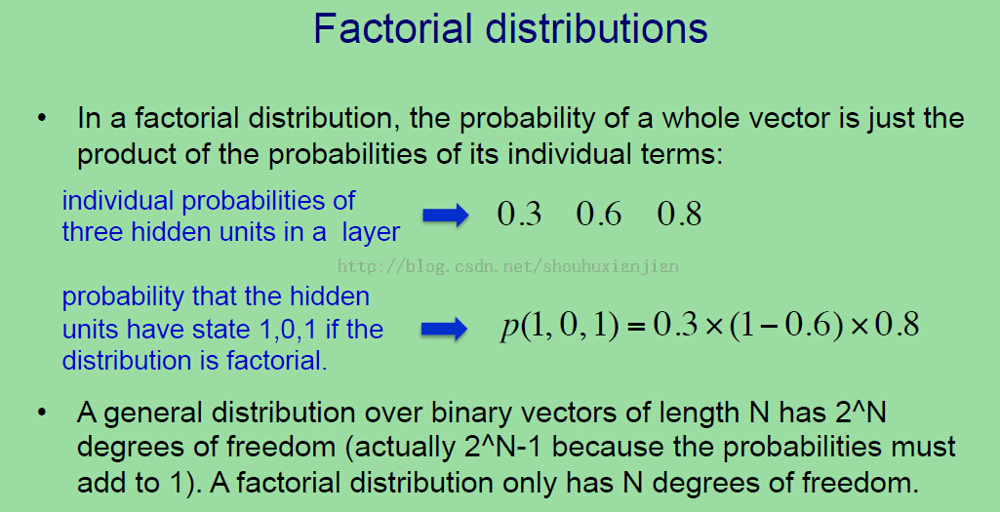 Factorial distributions
• In a factorial distribution, the probability of a whole vector is just the
product of the probabilities of its individual terms:
individual probabilities of
three hidden units in a layer
0.3 0.6 0.8
http://blog.csdn.net/shouhuxianjian
probability that the hidden
units have state 1,0,1 if the
distribution is factorial.
p(1, 0, 1) = 0.3 × (1 − 0.6) × 0.8
• A general distribution over binary vectors of length N has 2^N
degrees of freedom (actually 2^N-1 because the probabilities must
add to 1). A factorial distribution only has N degrees of freedom.